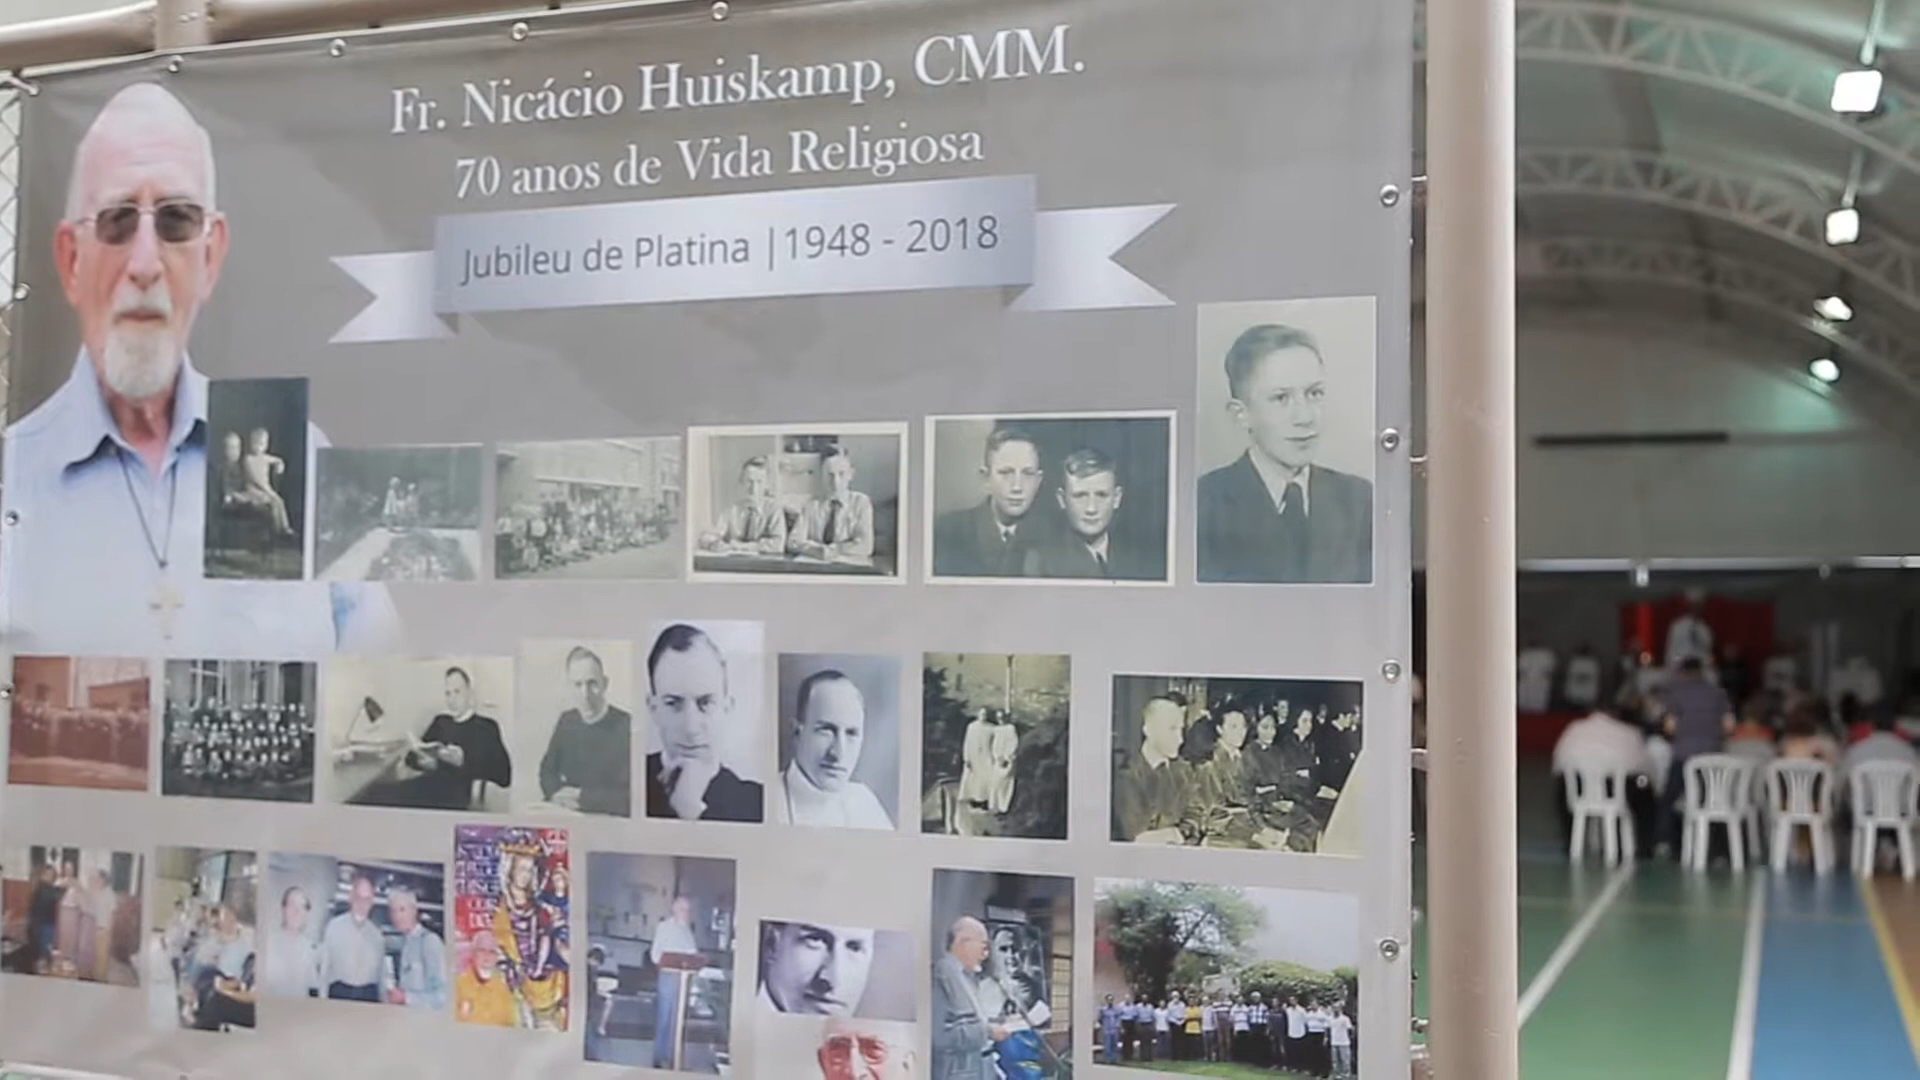 Fr. Nicácio Huiskamp, CMM.
70 anos de Vida Religiosa
Jubileu de Platina | 1948 - 2018